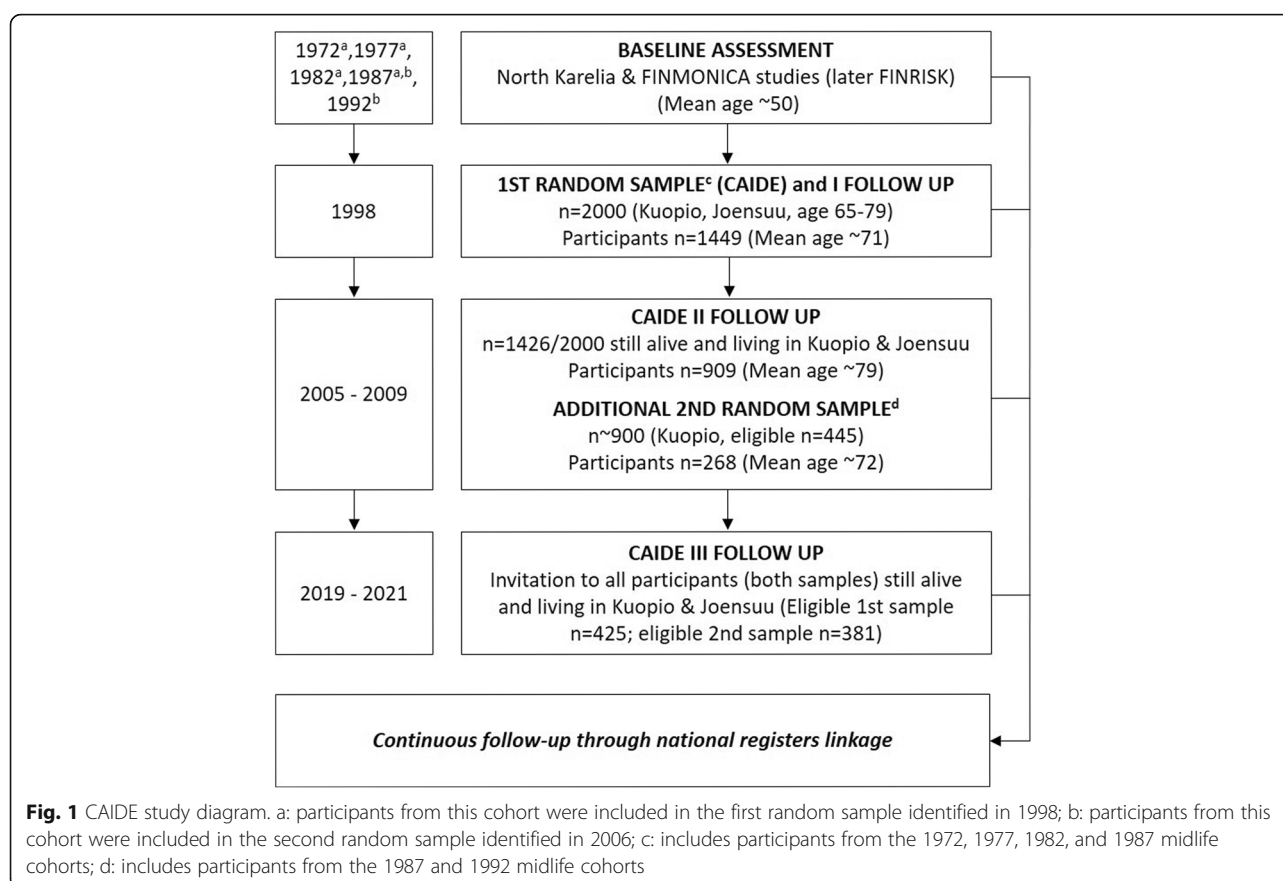 1972ᵃ,1977ᵃ,
1982ᵃ,1987ᵃ,ᵇ,
1992ᵇ
BASELINE ASSESSMENT
North Karelia & FINMONICA studies (later FINRISK)
(Mean age ~50)
1998
1ST RANDOM SAMPLEᶜ (CAIDE) and I FOLLOW UP
n=2000 (Kuopio, Joensuu, age 65-79)
Participants n=1449 (Mean age ~71)
2005 - 2009
CAIDE II FOLLOW UP
n=1426/2000 still alive and living in Kuopio & Joensuu
Participants n=909 (Mean age ~79)
ADDITIONAL 2ND RANDOM SAMPLEᵈ
n~900 (Kuopio, eligible n=445)
Participants n=268 (Mean age ~72)
2019 - 2021
CAIDE III FOLLOW UP
Invitation to all participants (both samples) still alive
and living in Kuopio & Joensuu (Eligible 1st sample
n=425; eligible 2nd sample n=381)
Continuous follow-up through national registers linkage
Fig. 1 CAIDE study diagram. a: participants from this cohort were included in the first random sample identified in 1998; b: participants from this
cohort were included in the second random sample identified in 2006; c: includes participants from the 1972, 1977, 1982, and 1987 midlife
cohorts; d: includes participants from the 1987 and 1992 midlife cohorts